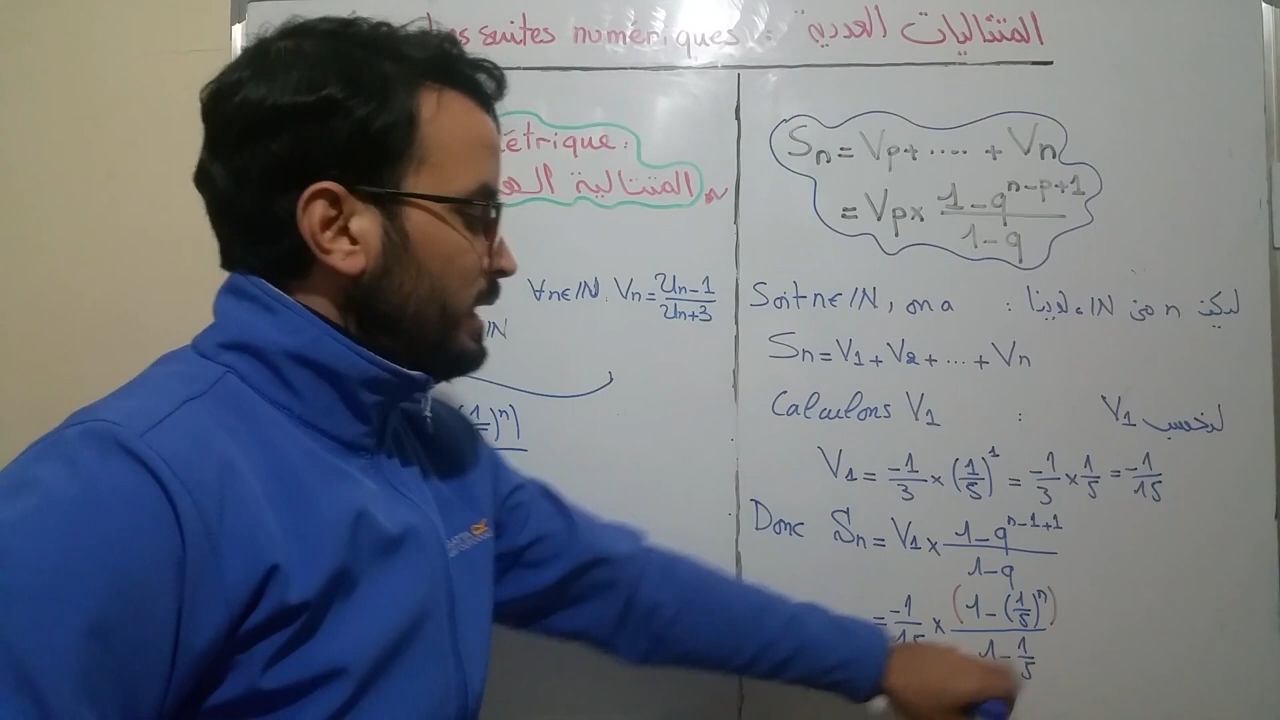 Les suites numériques : المتتاليات العددية
étrique :
المتتالية
∀n∈IN. Vn = (Un-1)/(Un+3)
IN
(1/5)^n)
Sn = Vp + ..... + Vn
= Vp x (1-q^(n-p+1))/(1-q)
Soit n∈IN, on a : ليكن n من IN، لدينا
Sn = V1 + V2 + ... + Vn
Calculons V1 : لنحسب V1
V1 = -1/3 x (1/5)^1 = -1/3 x 1/5 = -1/15
Donc Sn = V1 x (1-q^(n-1+1))/(1-q)
= -1/15 x (1-(1/5)^n)/(1-1/5)